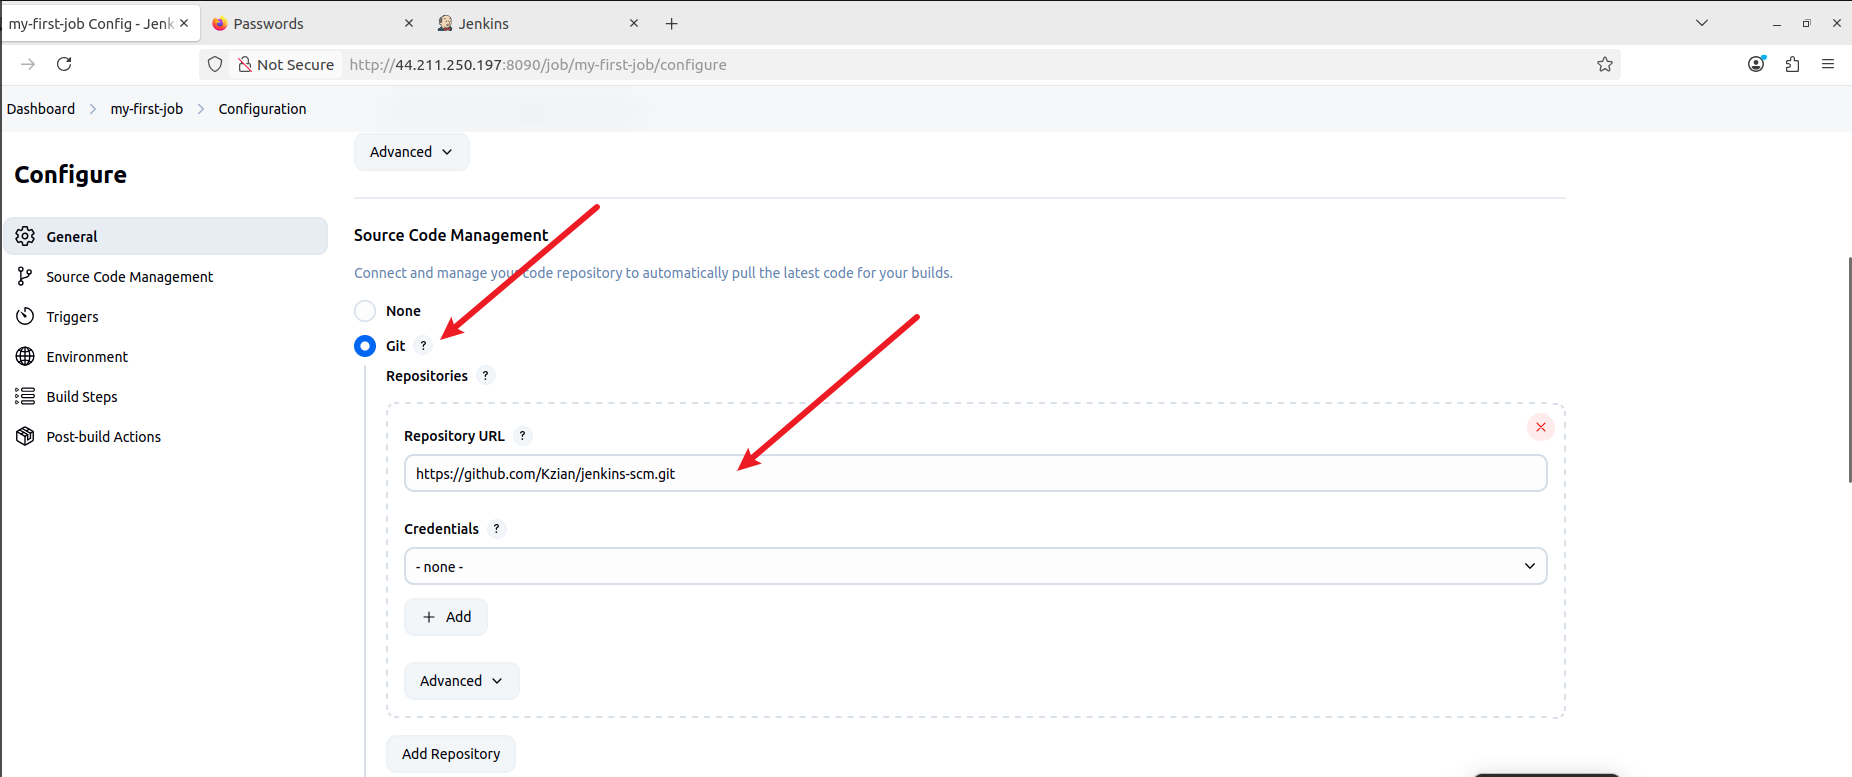 my-first-job Config - Jenk
Passwords
Jenkins
Not Secure
http://44.211.250.197:8090/job/my-first-job/configure
Dashboard
my-first-job
Configuration
Advanced
Configure
General
Source Code Management
Triggers
Environment
Build Steps
Post-build Actions
Source Code Management
Connect and manage your code repository to automatically pull the latest code for your builds.
None
Git ?
Repositories ?
Repository URL ?
https://github.com/Kzian/jenkins-scm.git
Credentials ?
- none -
+ Add
Advanced
Add Repository